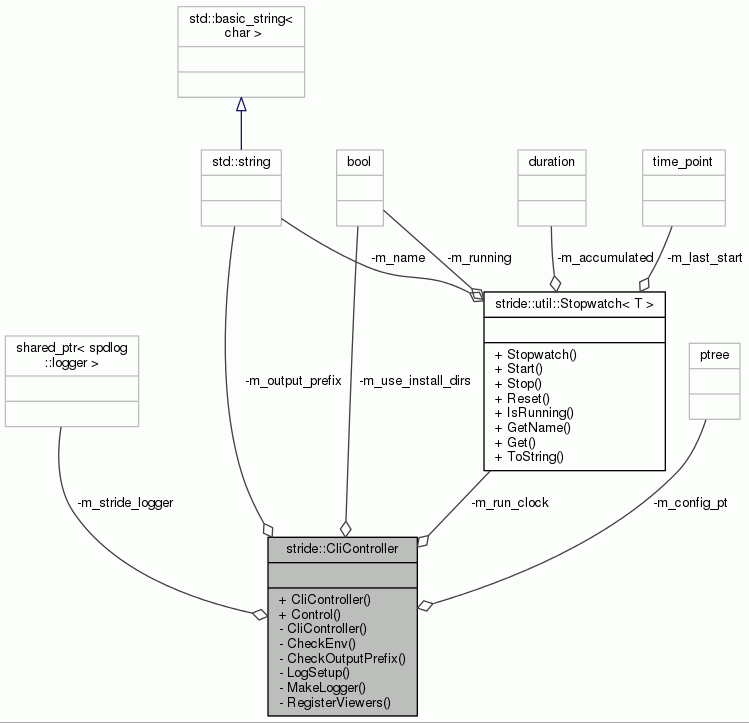 std::basic_string<
char >
std::string
bool
duration
time_point
-m_name
-m_running
-m_accumulated
-m_last_start
stride::util::Stopwatch< T >
+ Stopwatch()
+ Start()
+ Stop()
+ Reset()
+ IsRunning()
+ GetName()
+ Get()
+ ToString()
shared_ptr< spdlog
::logger >
ptree
-m_output_prefix
-m_use_install_dirs
-m_stride_logger
-m_run_clock
-m_config_pt
stride::CliController
+ CliController()
+ Control()
- CliController()
- CheckEnv()
- CheckOutputPrefix()
- LogSetup()
- MakeLogger()
- RegisterViewers()